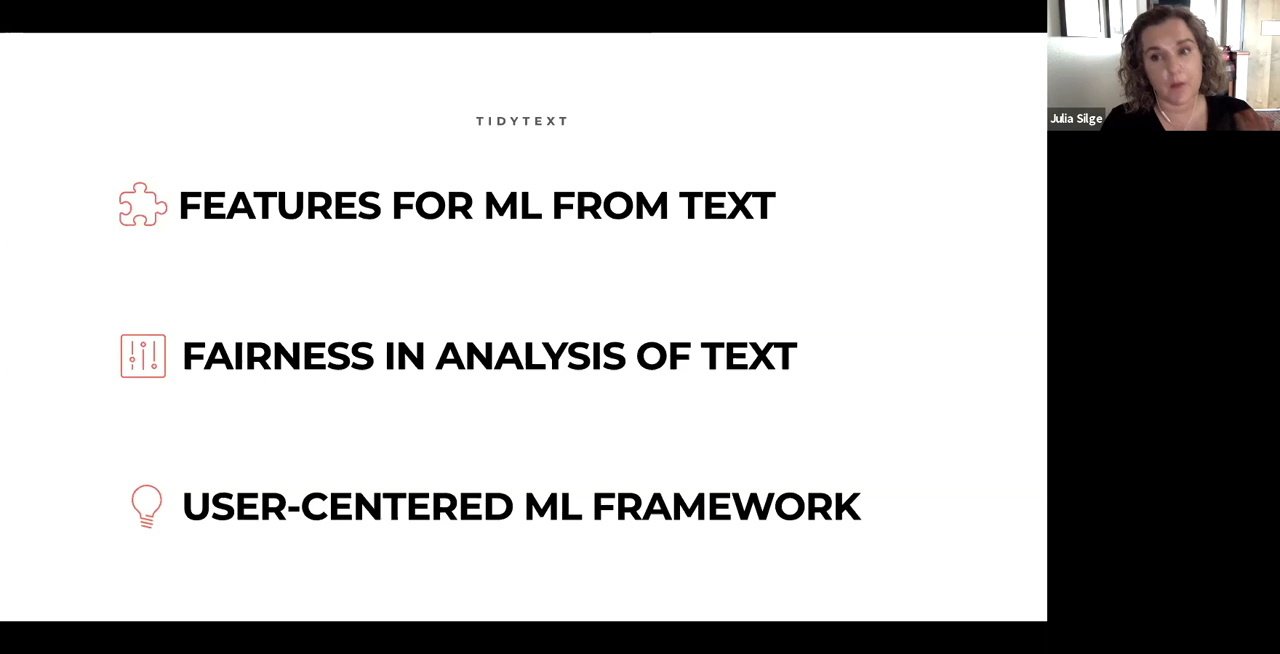 TIDYTEXT
FEATURES FOR ML FROM TEXT
FAIRNESS IN ANALYSIS OF TEXT
USER-CENTERED ML FRAMEWORK
Julia Silge